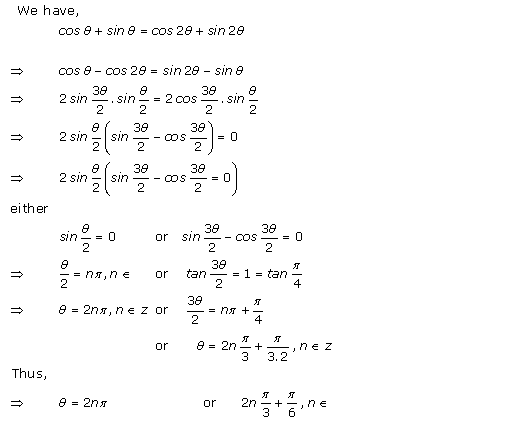 We have,
cos θ + sin θ = cos 2θ + sin 2θ
⇒ cos θ − cos 2θ = sin 2θ − sin θ
⇒ 2 sin 3θ/2 . sin θ/2 = 2 cos 3θ/2 . sin θ/2
⇒ 2 sin θ/2 (sin 3θ/2 − cos 3θ/2) = 0
⇒ 2 sin θ/2 (sin 3θ/2 − cos 3θ/2 = 0)
either
sin θ/2 = 0 or sin 3θ/2 − cos 3θ/2 = 0
⇒ θ/2 = nπ, n ∈ or tan 3θ/2 = 1 = tan π/4
⇒ θ = 2nπ, n ∈ z or 3θ/2 = nπ + π/4
or θ = 2n π/3 + π/3.2 , n ∈ z
Thus,
⇒ θ = 2nπ or 2n π/3 + π/6 , n ∈